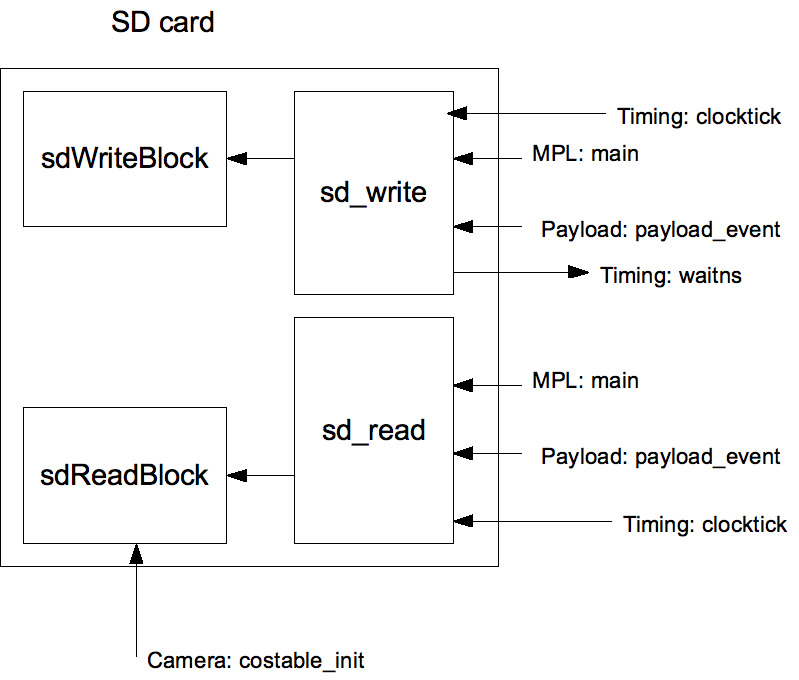 SD card
Timing: clocktick
sdWriteBlock
MPL: main
sd_write
Payload: payload_event
Timing: waitns
MPL: main
sd_read
Payload: payload_event
sdReadBlock
Timing: clocktick
Camera: costable_init